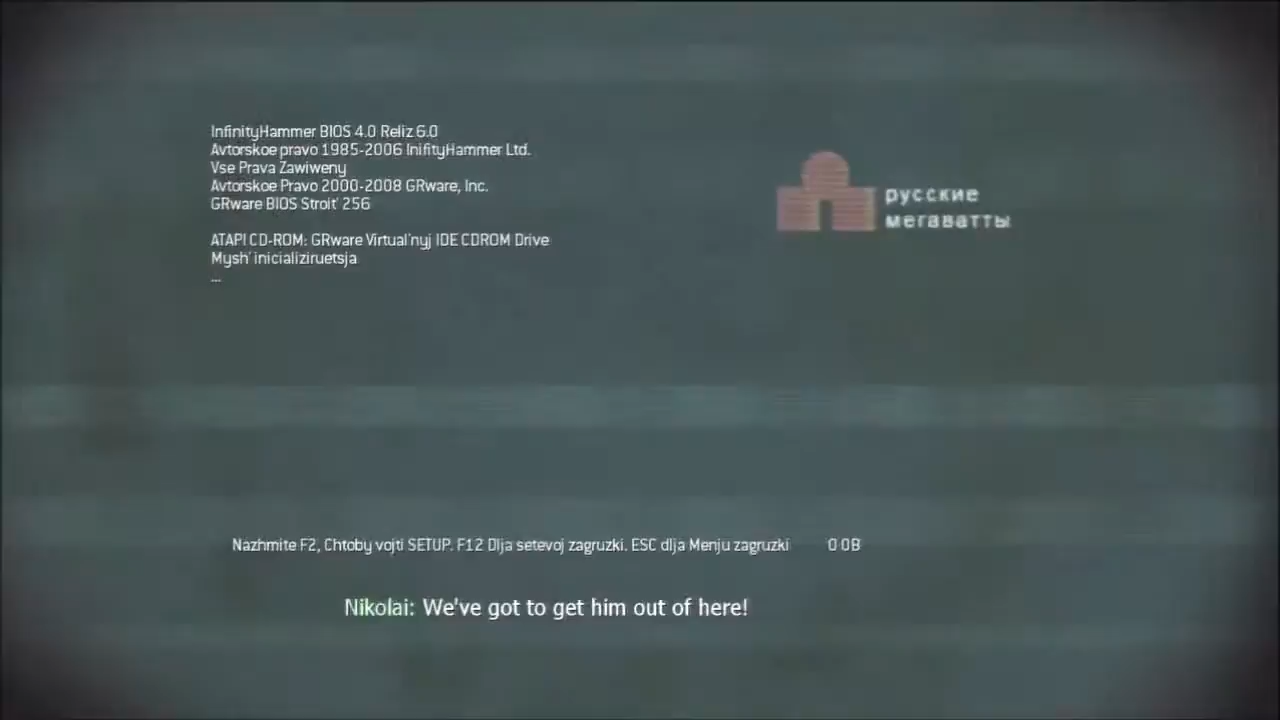 InfinityHammer BIOS 4.0 Reliz 6.0
Avtorskoe pravo 1985-2006 InifityHammer Ltd.
Vse Prava Zawiweny
Avtorskoe Pravo 2000-2008 GRware, Inc.
GRware BIOS Stroit' 256
ATAPI CD-ROM: GRware Virtual'nyj IDE CDROM Drive
Mysh' inicializiruetsja
...
русские
мегаватты
Nazhmite F2, Chtoby vojti SETUP. F12 Dlja setevoj zagruzki. ESC dlja Menju zagruzki 0 0B
Nikolai: We've got to get him out of here!